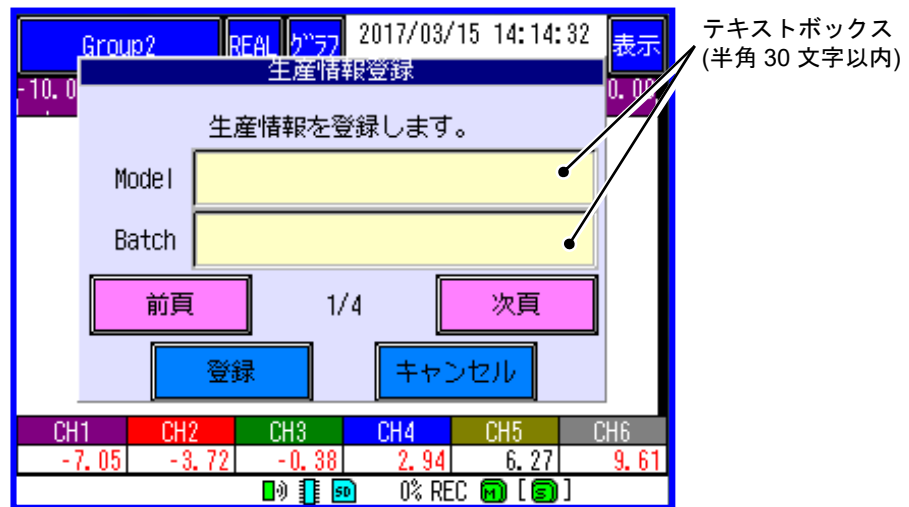 Group2 REAL グラフ 2017/03/15 14:14:32 表示
テキストボックス
(半角 30 文字以内)
生産情報登録
-10.0 0.00
生産情報を登録します。
Model
Batch
前頁 1/4 次頁
登録 キャンセル
CH1 CH2 CH3 CH4 CH5 CH6
-7.05 -3.72 -0.38 2.94 6.27 9.61
SD 0% REC M [S]